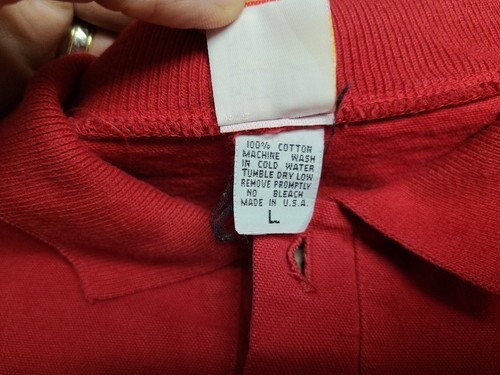 100% COTTON
MACHINE WASH
IN COLD WATER
TUMBLE DRY LOW
REMOVE PROMPTLY
NO BLEACH
MADE IN U.S.A.
L